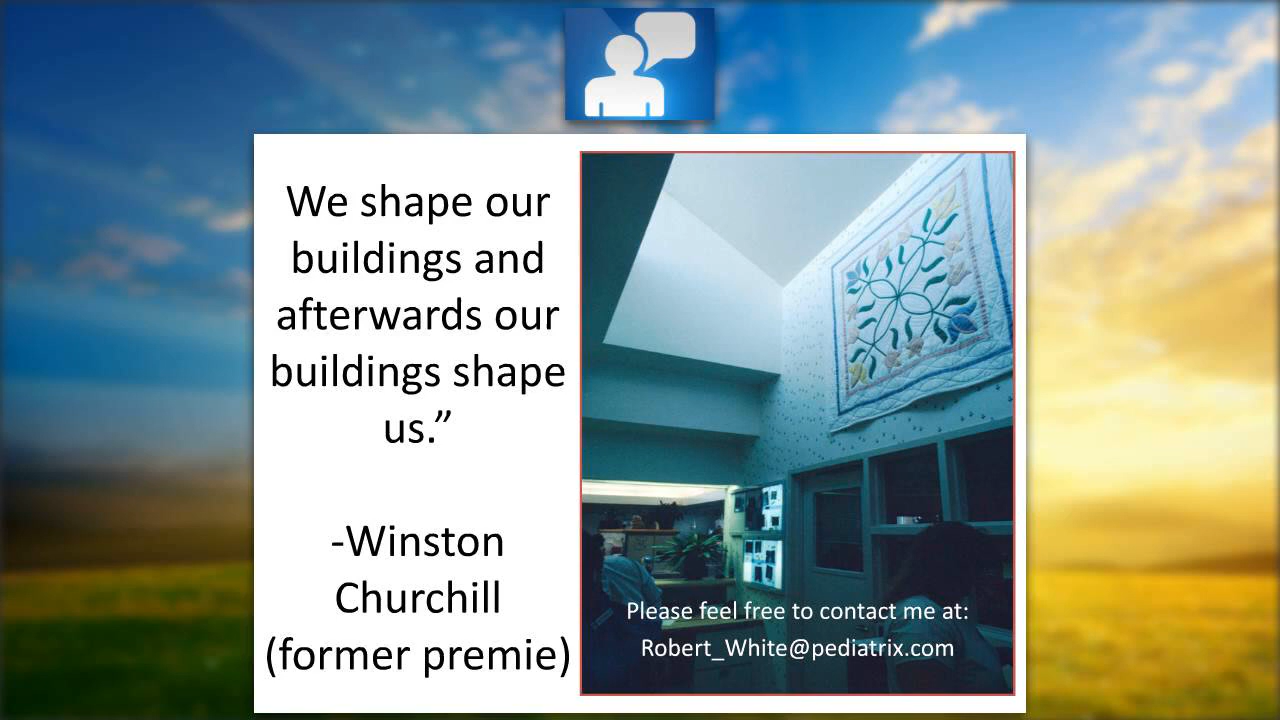 We shape our
buildings and
afterwards our
buildings shape
us.”
-Winston
Churchill
(former premie)
Please feel free to contact me at:
Robert_White@pediatrix.com